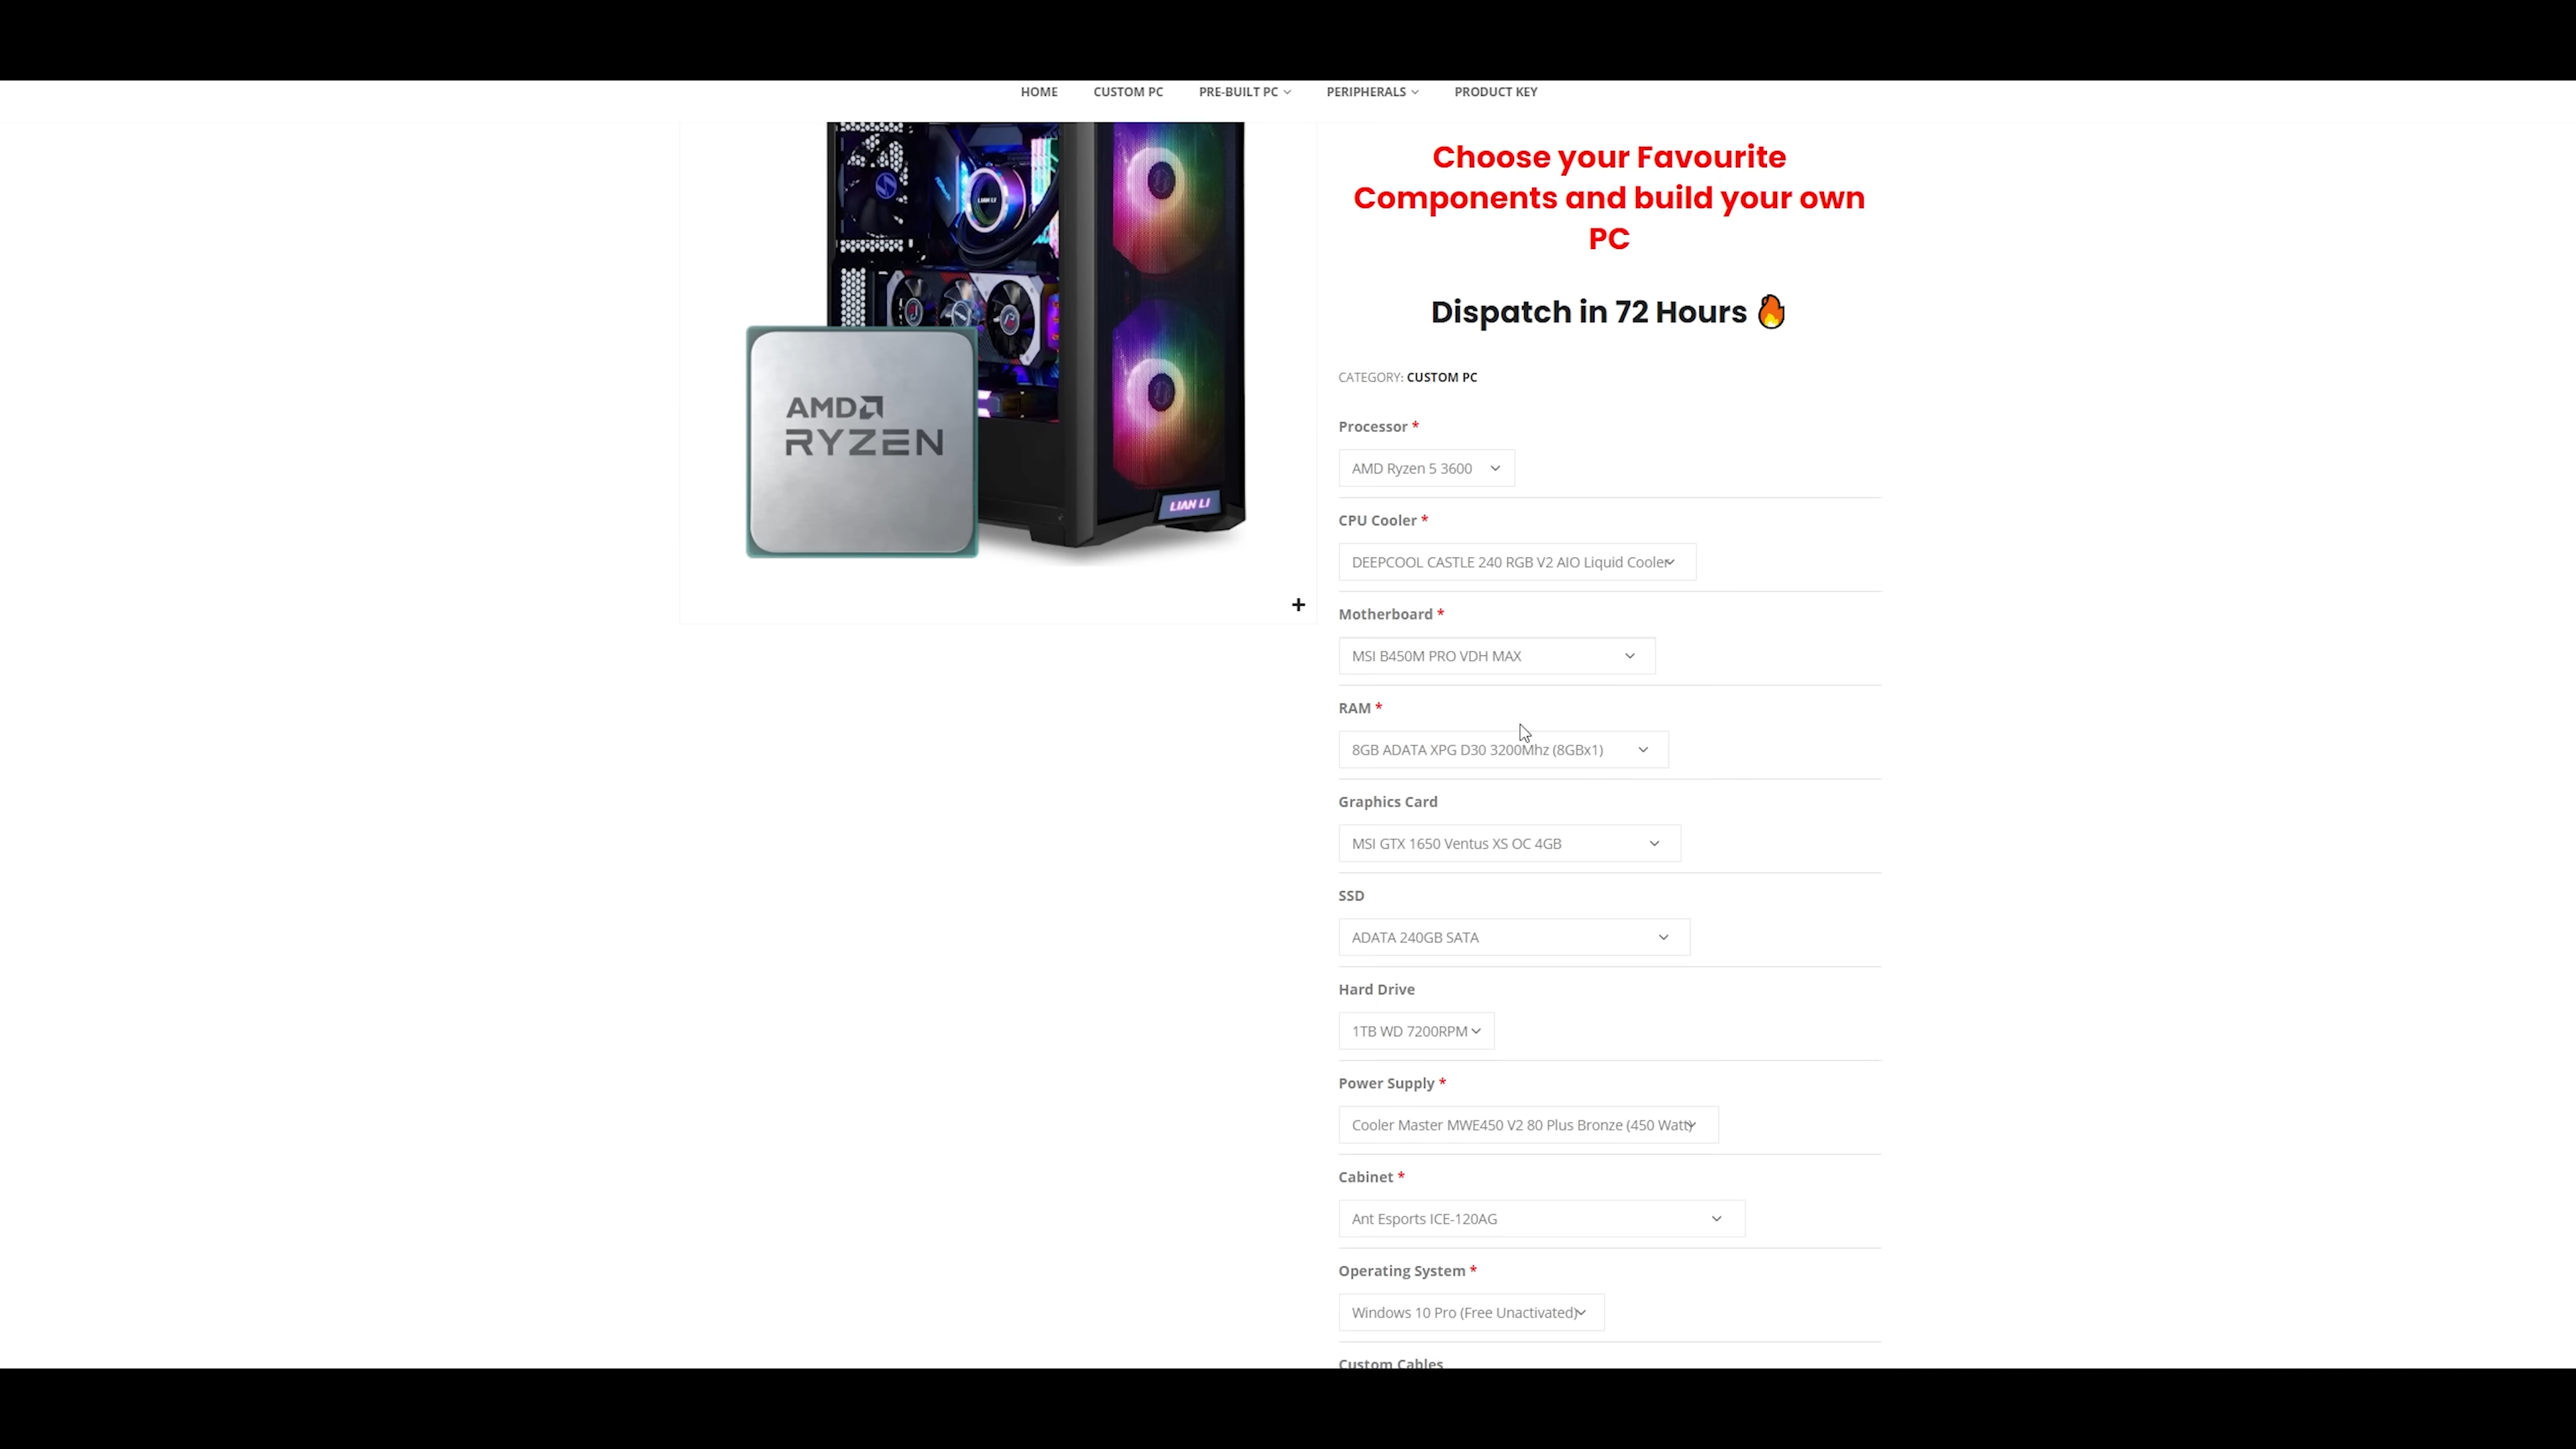 HOME CUSTOM PC PRE-BUILT PC PERIPHERALS PRODUCT KEY
LIAN LI
AMD
RYZEN
LIAN LI
Choose your Favourite
Components and build your own
PC
Dispatch in 72 Hours 🔥
CATEGORY: CUSTOM PC
Processor *
AMD Ryzen 5 3600
CPU Cooler *
DEEPCOOL CASTLE 240 RGB V2 AIO Liquid Cooler
Motherboard *
MSI B450M PRO VDH MAX
RAM *
8GB ADATA XPG D30 3200Mhz (8GBx1)
Graphics Card
MSI GTX 1650 Ventus XS OC 4GB
SSD
ADATA 240GB SATA
Hard Drive
1TB WD 7200RPM
Power Supply *
Cooler Master MWE450 V2 80 Plus Bronze (450 Watt)
Cabinet *
Ant Esports ICE-120AG
Operating System *
Windows 10 Pro (Free Unactivated)
Custom Cables